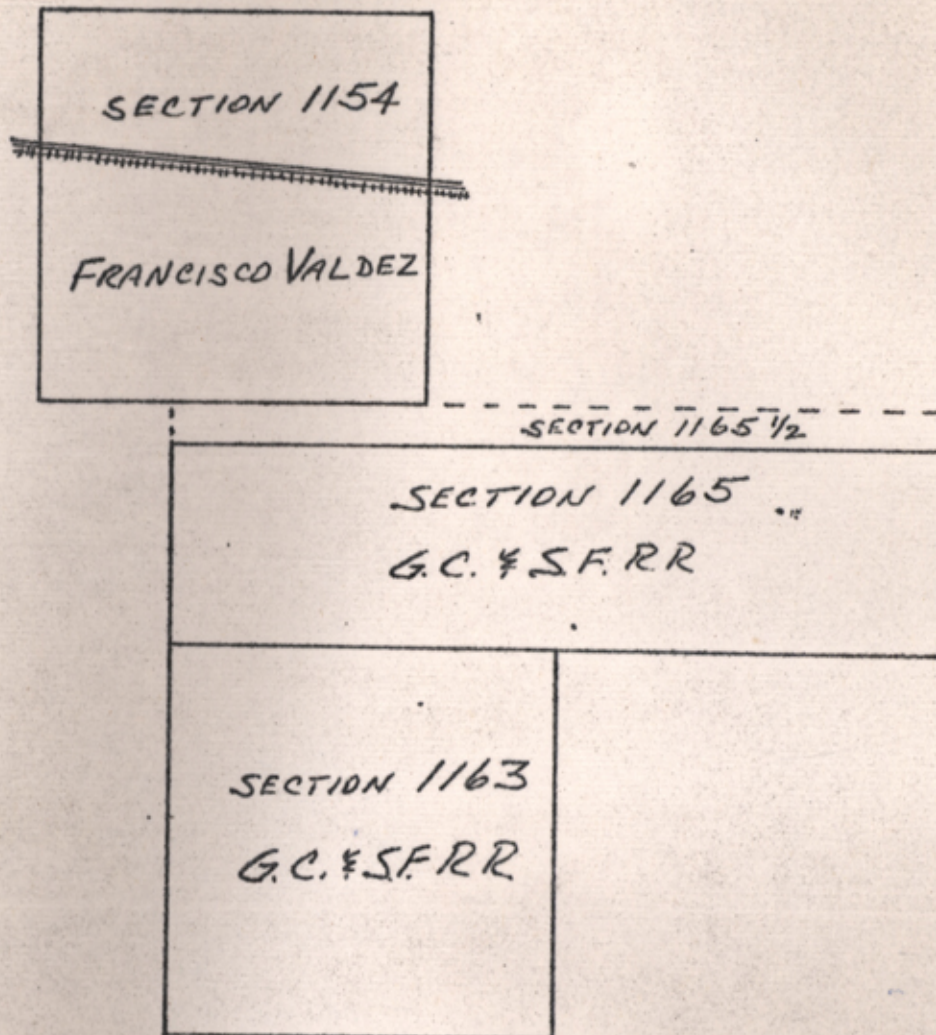 SECTION 1154
FRANCISCO VALDEZ
SECTION 1165 1/2
SECTION 1165
G.C. & S.F. RR
SECTION 1163
G.C. & S.F. RR